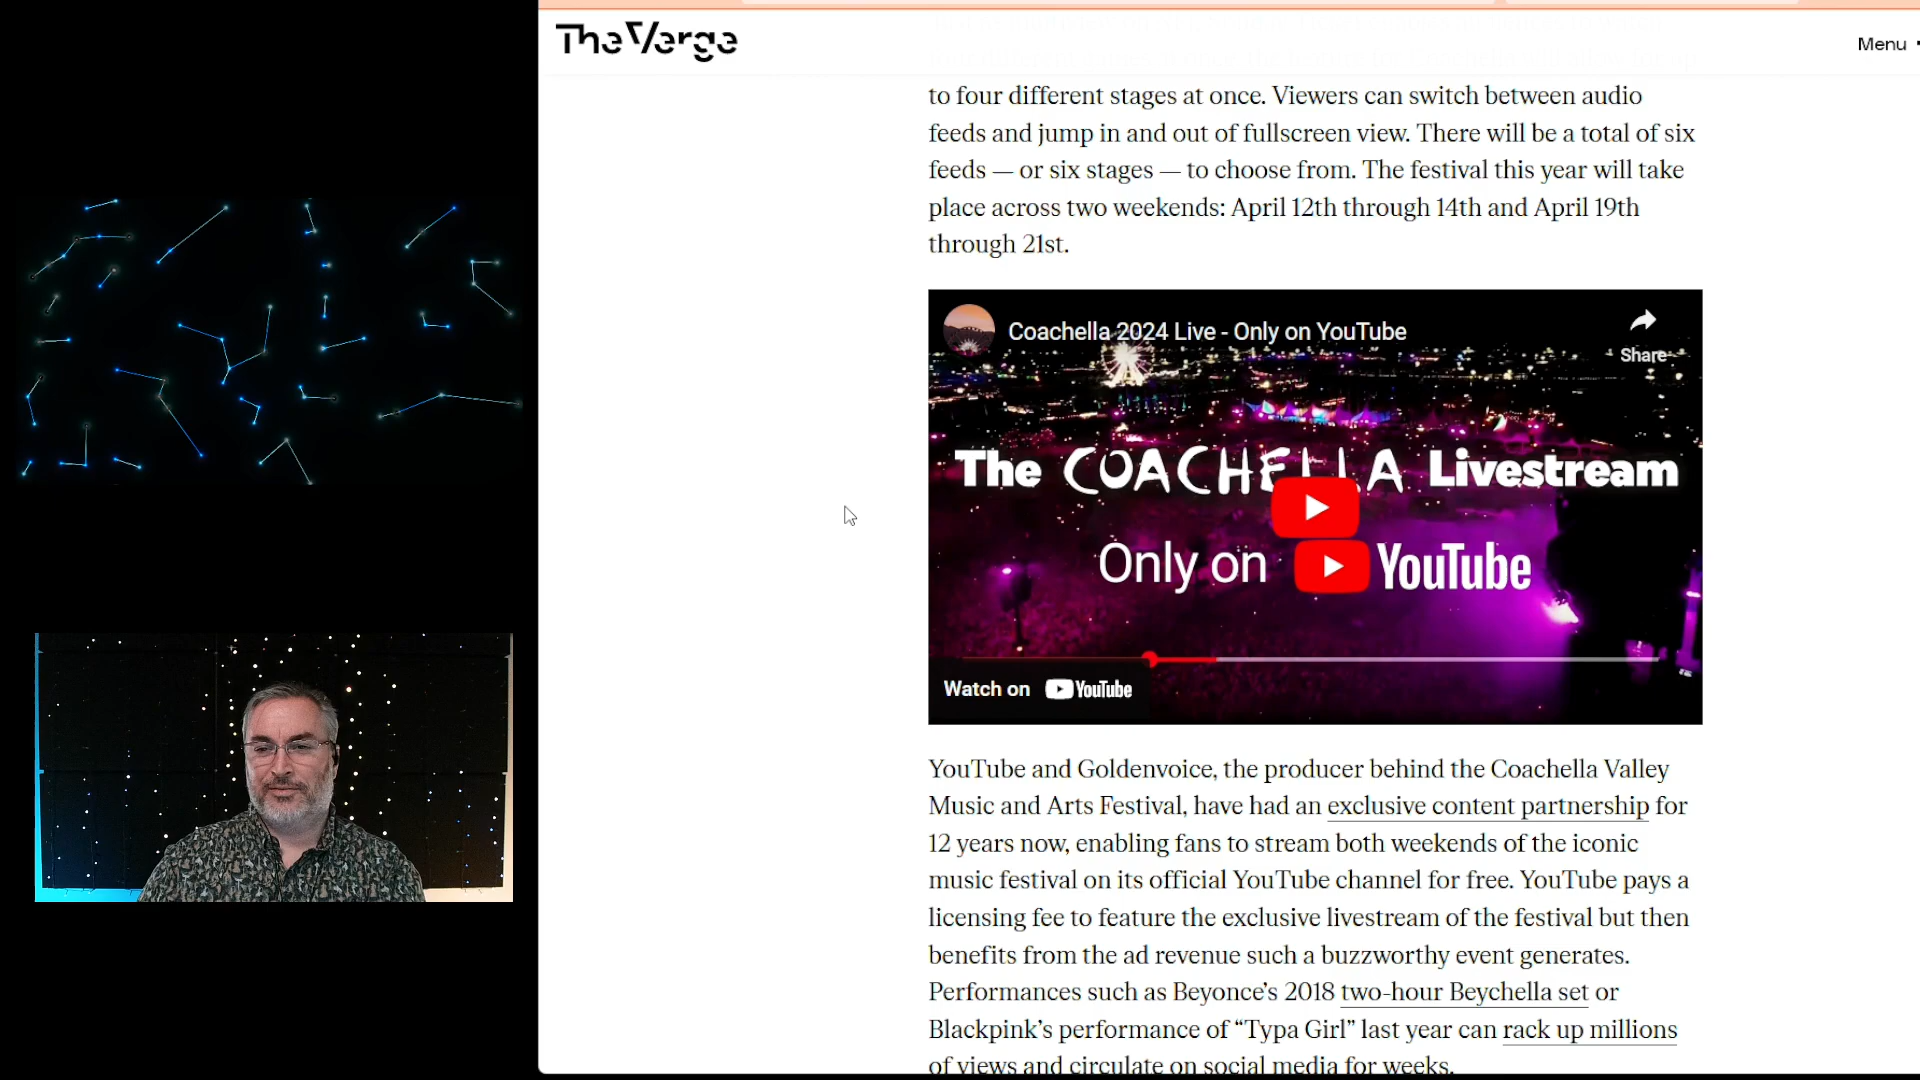 The Verge
Menu
to four different stages at once. Viewers can switch between audio
feeds and jump in and out of fullscreen view. There will be a total of six
feeds — or six stages — to choose from. The festival this year will take
place across two weekends: April 12th through 14th and April 19th
through 21st.
Coachella 2024 Live - Only on YouTube
Share
The COACHELLA Livestream
Only on YouTube
Watch on YouTube
YouTube and Goldenvoice, the producer behind the Coachella Valley
Music and Arts Festival, have had an exclusive content partnership for
12 years now, enabling fans to stream both weekends of the iconic
music festival on its official YouTube channel for free. YouTube pays a
licensing fee to feature the exclusive livestream of the festival but then
benefits from the ad revenue such a buzzworthy event generates.
Performances such as Beyonce’s 2018 two-hour Beychella set or
Blackpink’s performance of “Typa Girl” last year can rack up millions
of views and circulate on social media for weeks.